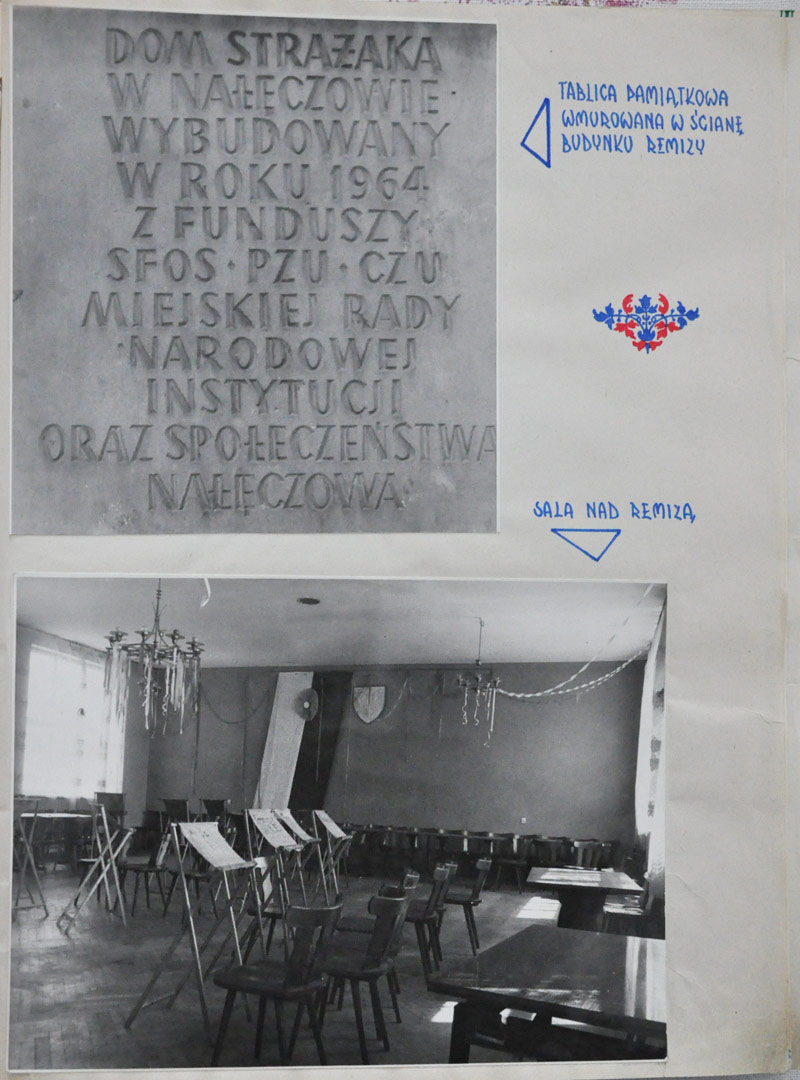 DOM STRAŻAKA
W NAŁĘCZOWIE
WYBUDOWANY
W ROKU 1964
Z FUNDUSZY
SFOS · PZU · CZU
MIEJSKIEJ RADY
NARODOWEJ
INSTYTUCJI
ORAZ SPOŁECZEŃSTWA
NAŁĘCZOWA
TABLICA PAMIĄTKOWA
WMUROWANA W ŚCIANĘ
BUDYNKU REMIZY
SALA NAD REMIZĄ